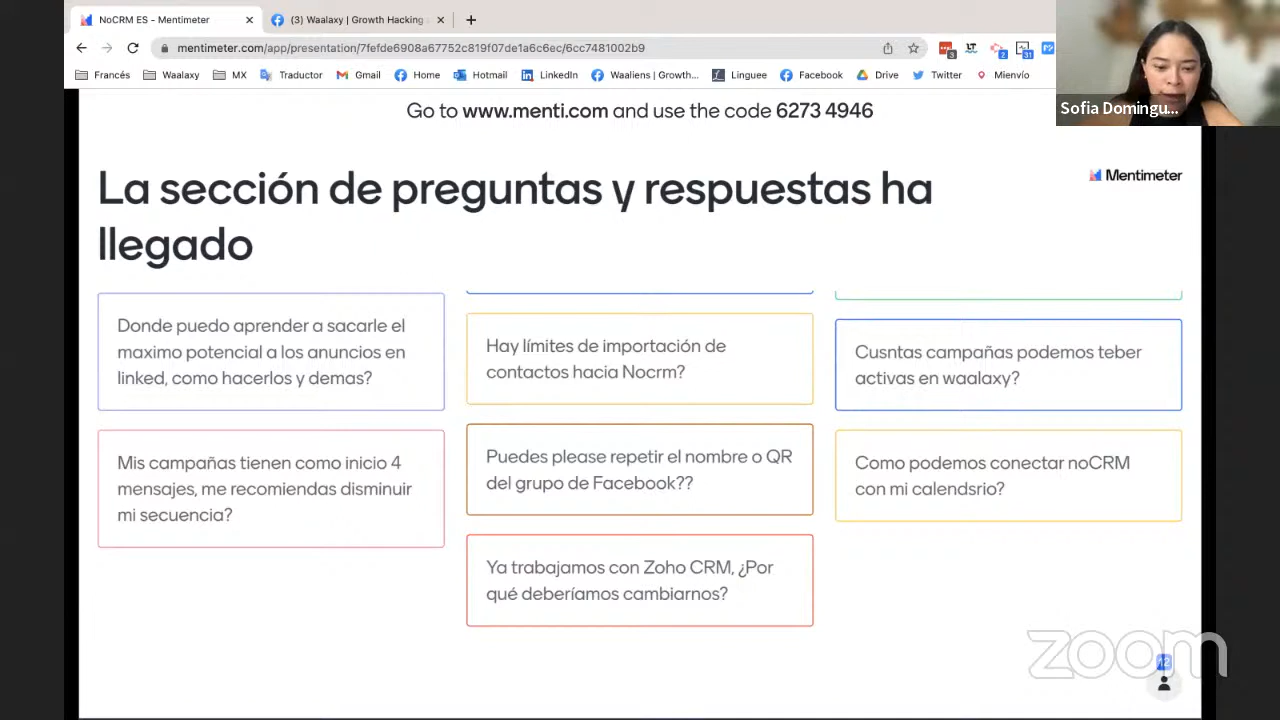 NoCRM ES - Mentimeter
(3) Waalaxy | Growth Hacking
mentimeter.com/app/presentation/7fefde6908a67752c819f07de1a6c6ec/6cc7481002b9
Francés
Waalaxy
MX
Traductor
Gmail
Home
Hotmail
LinkedIn
Waaliens | Growth...
Linguee
Facebook
Drive
Twitter
Mienvío
Sofia Domingu...
Go to www.menti.com and use the code 6273 4946
Mentimeter
La sección de preguntas y respuestas ha
llegado
Donde puedo aprender a sacarle el
maximo potencial a los anuncios en
linked, como hacerlos y demas?
Mis campañas tienen como inicio 4
mensajes, me recomiendas disminuir
mi secuencia?
Hay límites de importación de
contactos hacia Nocrm?
Puedes please repetir el nombre o QR
del grupo de Facebook??
Ya trabajamos con Zoho CRM, ¿Por
qué deberíamos cambiarnos?
Cusntas campañas podemos teber
activas en waalaxy?
Como podemos conectar noCRM
con mi calendsrio?
zoom